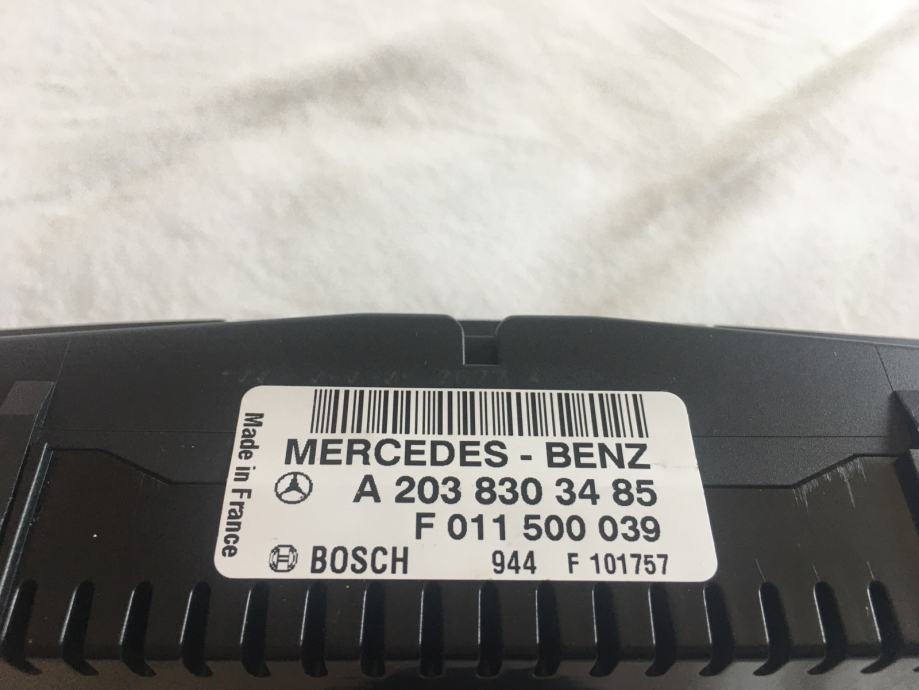 Made in France
MERCEDES - BENZ
A 203 830 34 85
F 011 500 039
BOSCH 944 F 101757